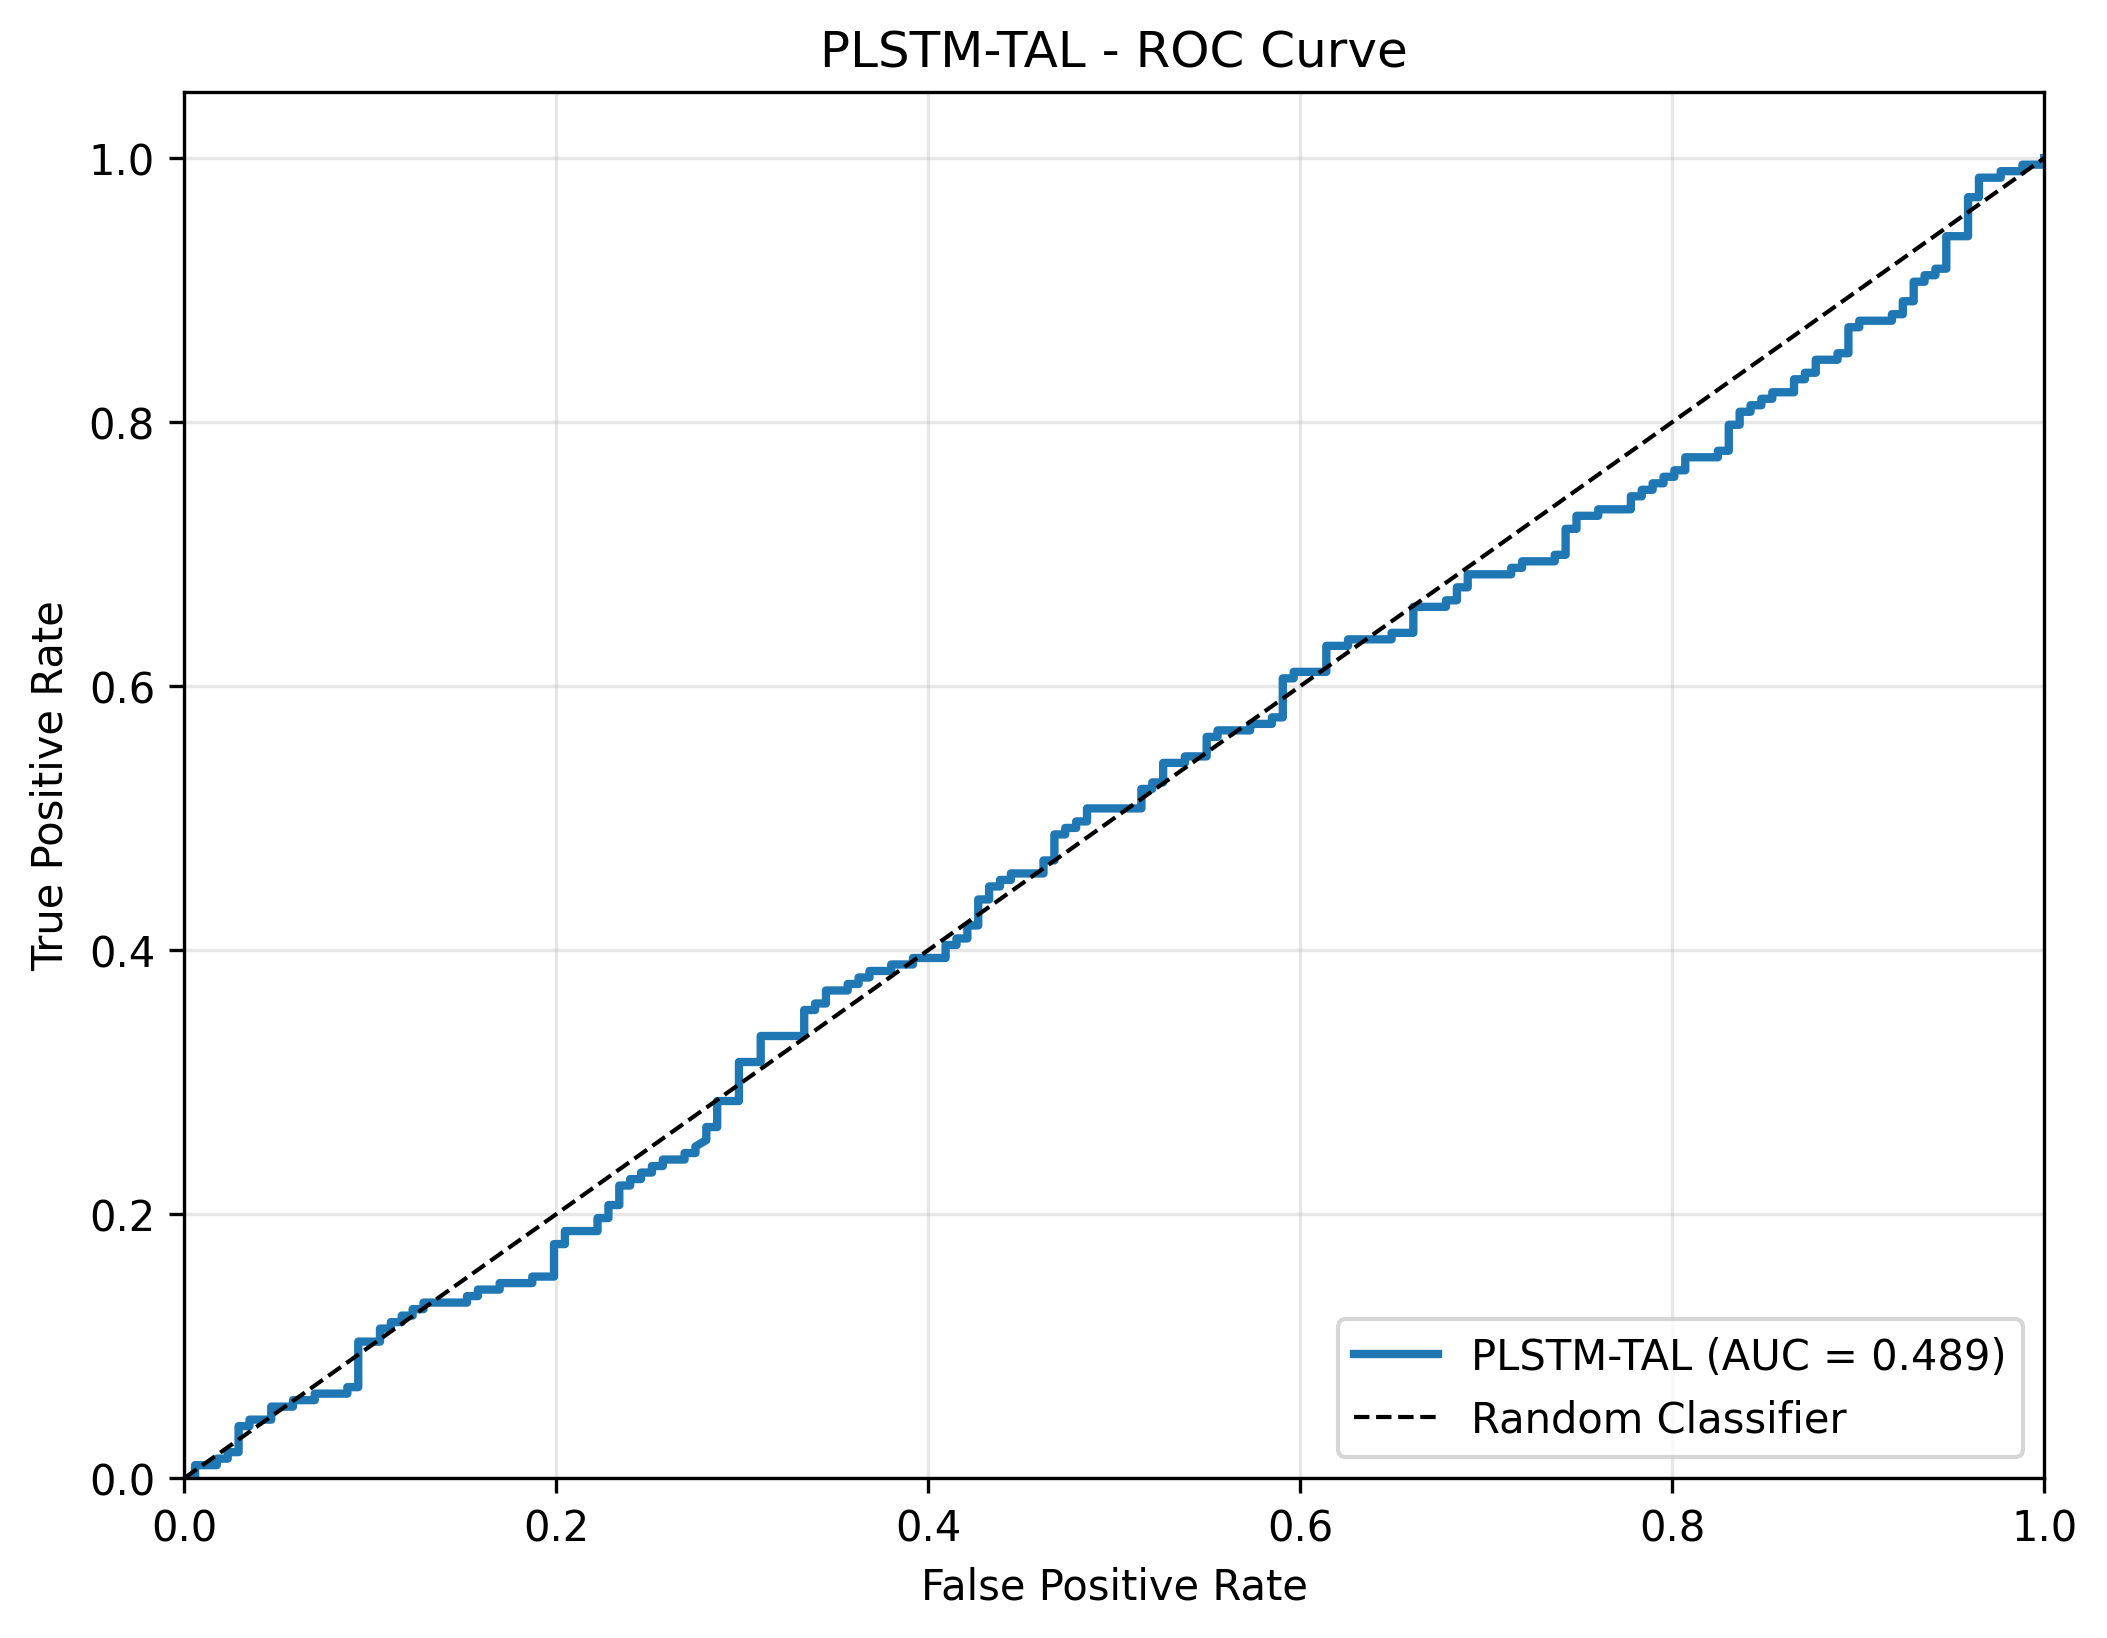 PLSTM-TAL - ROC Curve
True Positive Rate
1.0
0.8
0.6
0.4
0.2
0.0
0.0 0.2 0.4 0.6 0.8 1.0
False Positive Rate
PLSTM-TAL (AUC = 0.489)
Random Classifier